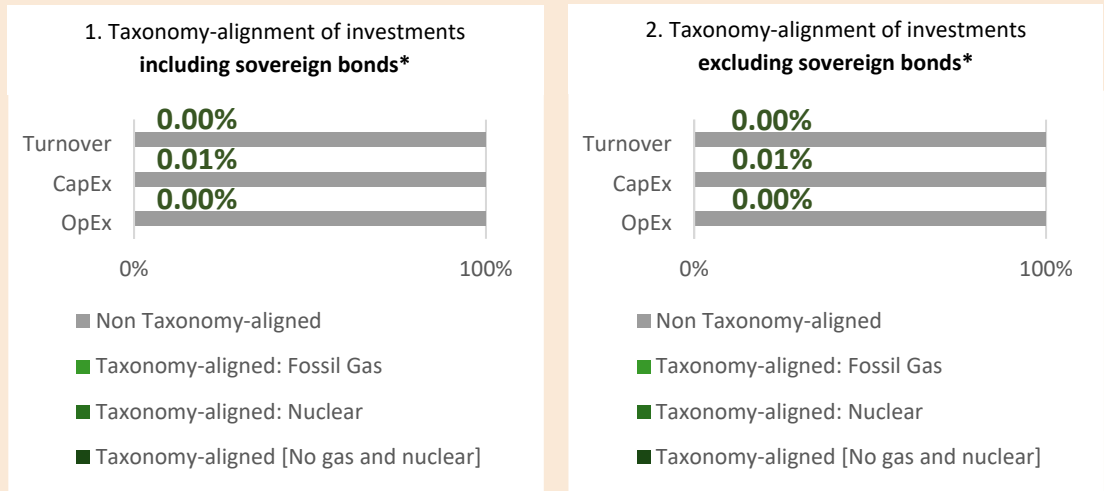 1. Taxonomy-alignment of investments
including sovereign bonds*
0.00%
Turnover
0.01%
CapEx
0.00%
OpEx
0%
100%
Non Taxonomy-aligned
Taxonomy-aligned: Fossil Gas
Taxonomy-aligned: Nuclear
Taxonomy-aligned [No gas and nuclear]
2. Taxonomy-alignment of investments
excluding sovereign bonds*
0.00%
Turnover
0.01%
CapEx
0.00%
OpEx
0%
100%
Non Taxonomy-aligned
Taxonomy-aligned: Fossil Gas
Taxonomy-aligned: Nuclear
Taxonomy-aligned [No gas and nuclear]